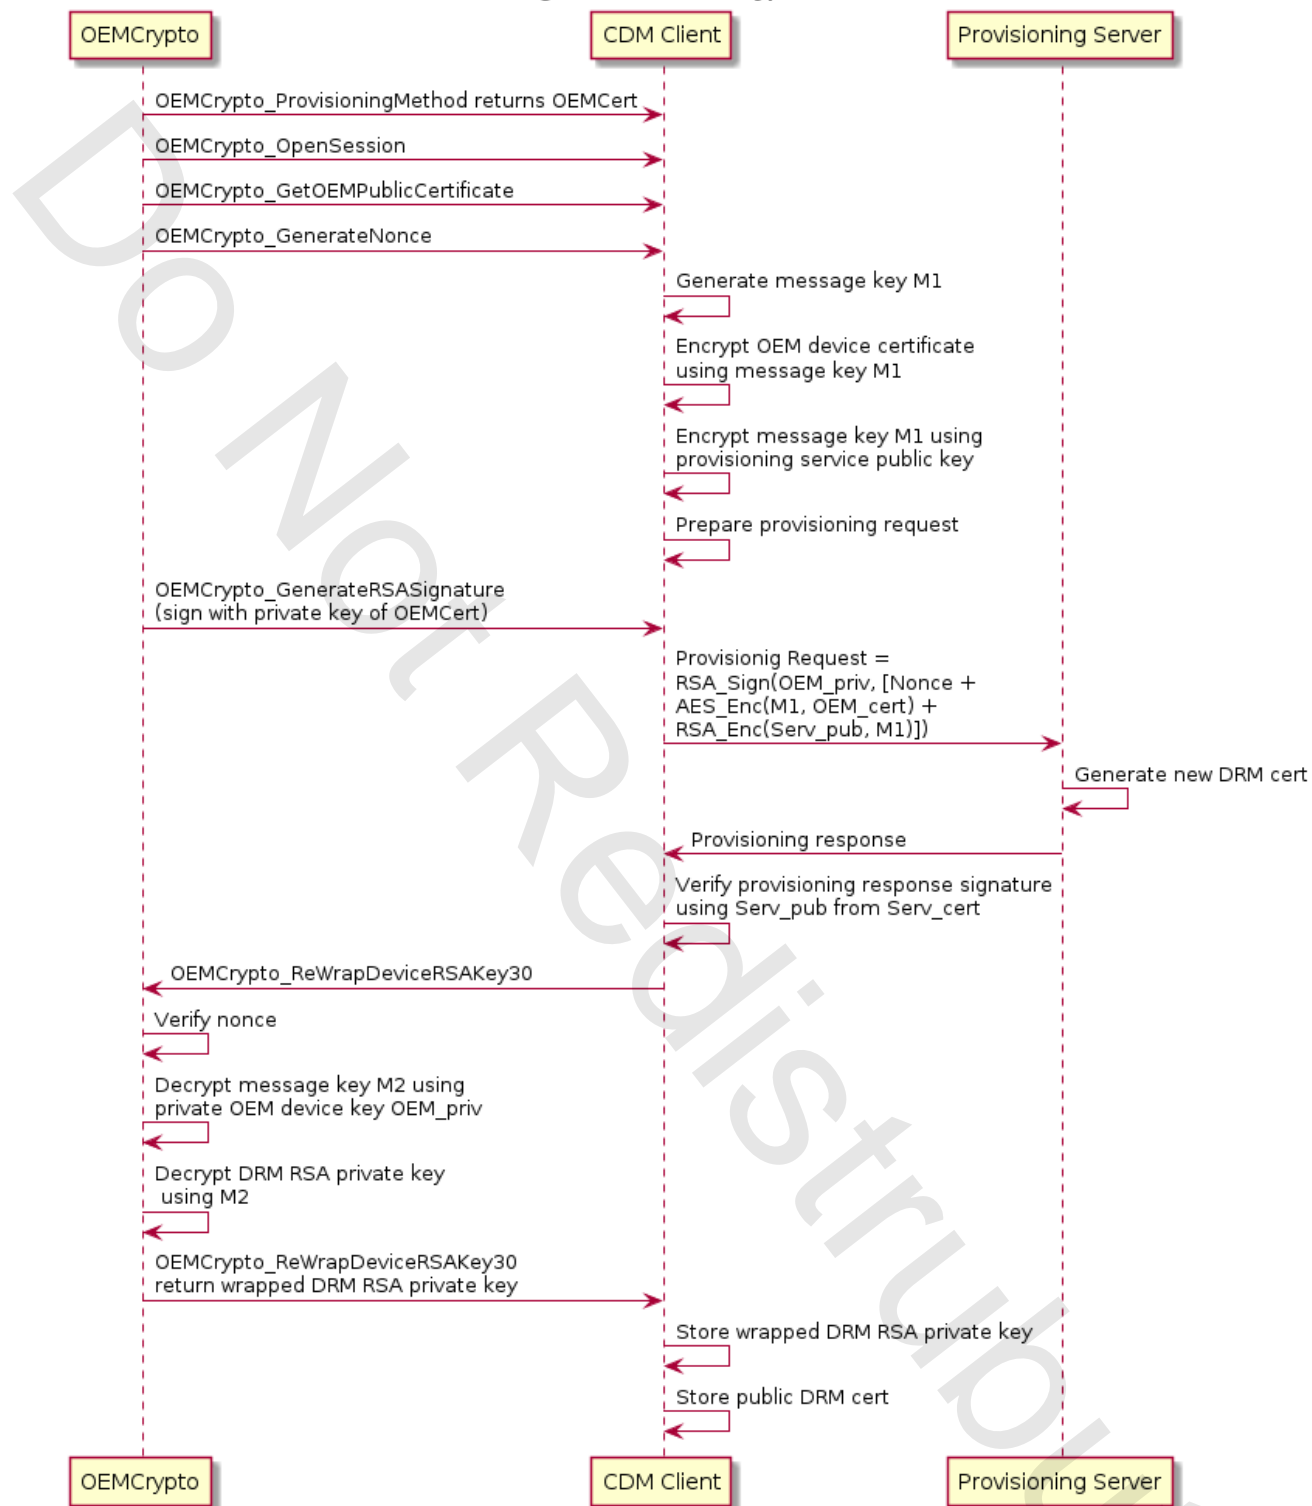 OEMCrypto
CDM Client
Provisioning Server
OEMCrypto_ProvisioningMethod returns OEMCert
OEMCrypto_OpenSession
OEMCrypto_GetOEMPublicCertificate
OEMCrypto_GenerateNonce
Generate message key M1
Encrypt OEM device certificate
using message key M1
Encrypt message key M1 using
provisioning service public key
Prepare provisioning request
OEMCrypto_GenerateRSASignature
(sign with private key of OEMCert)
Provisionig Request =
RSA_Sign(OEM_priv, [Nonce +
AES_Enc(M1, OEM_cert) +
RSA_Enc(Serv_pub, M1)])
Generate new DRM cert
Provisioning response
Verify provisioning response signature
using Serv_pub from Serv_cert
OEMCrypto_ReWrapDeviceRSAKey30
Verify nonce
Decrypt message key M2 using
private OEM device key OEM_priv
Decrypt DRM RSA private key
using M2
OEMCrypto_ReWrapDeviceRSAKey30
return wrapped DRM RSA private key
Store wrapped DRM RSA private key
Store public DRM cert
OEMCrypto
CDM Client
Provisioning Server
Do Not Redistribu